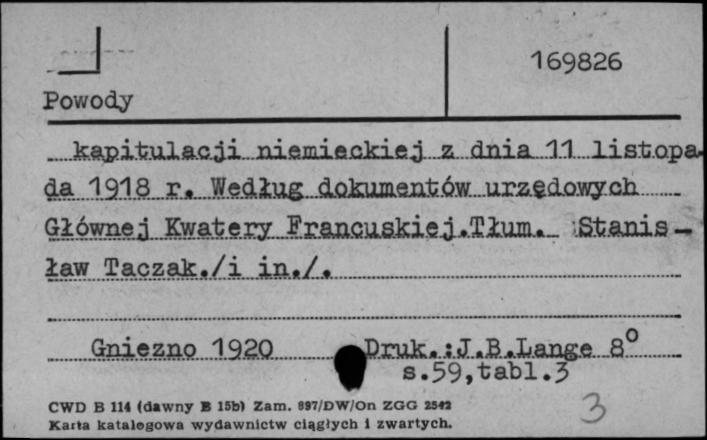 169826
Powody
kapitulacji niemieckiej z dnia 11 listopa
da 1918 r. Według dokumentów urzędowych
Głównej Kwatery Francuskiej.Tłum. Stanis-
ław Taczak./i in./.
Gniezno 1920 Druk.:J.B.Lange 8°
s.59,tabl.3
3
CWD B 114 (dawny B 15b) Zam. 897/DW/On ZGG 2542
Karta katalogowa wydawnictw ciągłych i zwartych.